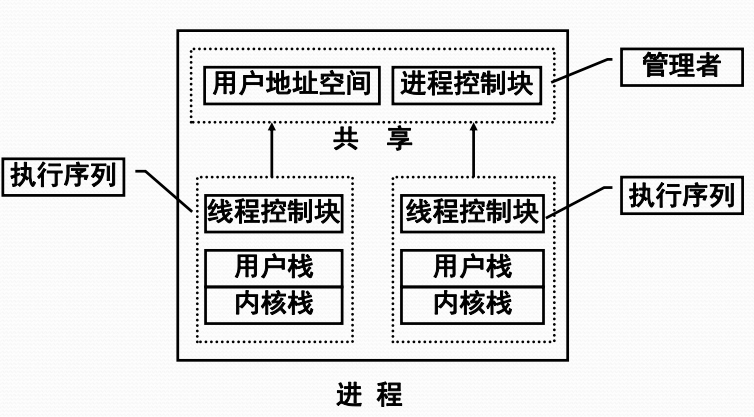 用户地址空间
进程控制块
管理者
共 享
执行序列
线程控制块
用户栈
内核栈
线程控制块
用户栈
内核栈
执行序列
进 程